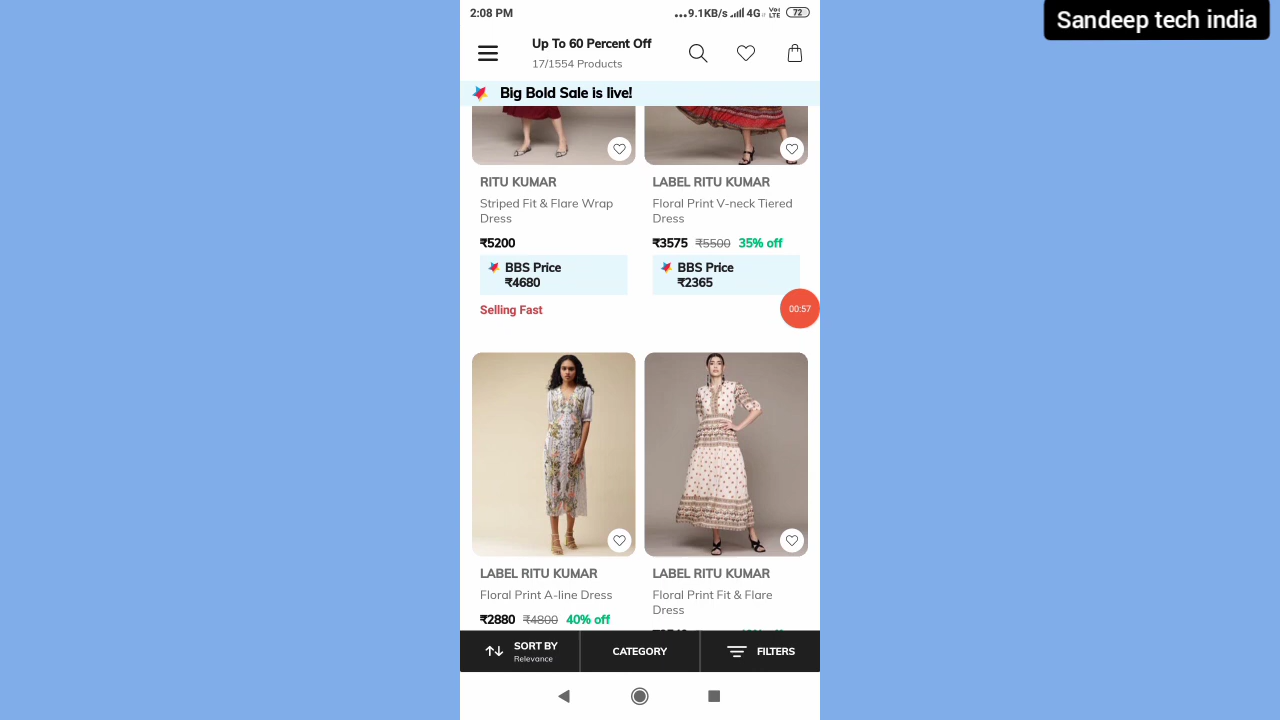 Sandeep tech india
2:08 PM
9.1KB/s 4G Vo LTE 72
Up To 60 Percent Off
17/1554 Products
Big Bold Sale is live!
RITU KUMAR
Striped Fit & Flare Wrap
Dress
₹5200
BBS Price
₹4680
Selling Fast
LABEL RITU KUMAR
Floral Print V-neck Tiered
Dress
₹3575 ₹5500 35% off
BBS Price
₹2365
00:57
LABEL RITU KUMAR
Floral Print A-line Dress
₹2880 ₹4800 40% off
LABEL RITU KUMAR
Floral Print Fit & Flare
Dress
SORT BY
Relevance
CATEGORY
FILTERS